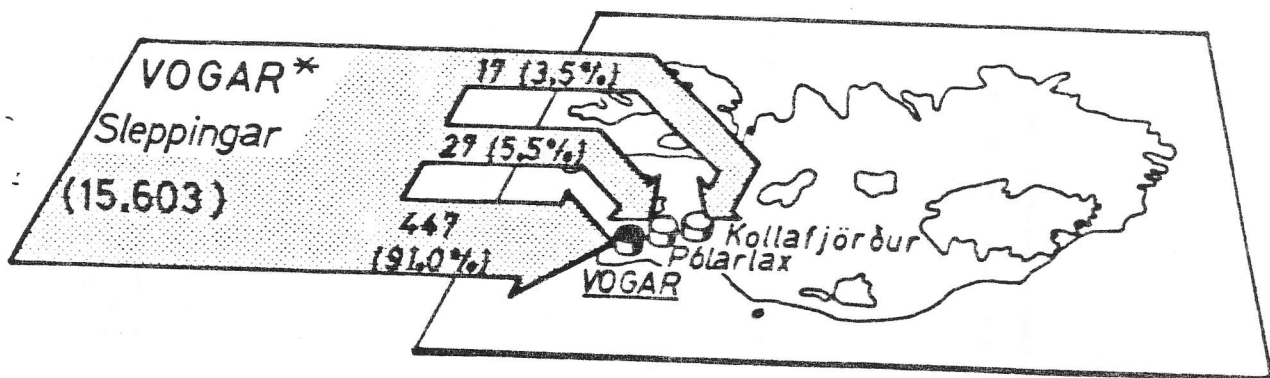 VOGAR*
Sleppingar
(15.603)
17 (3,5%)
27 (5,5%)
447
(91.0%)
Kollafjörður
Pólarlax
VOGAR